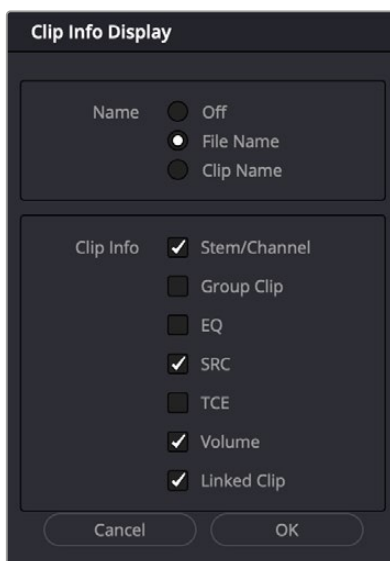 Clip Info Display
Name
Off
File Name
Clip Name
Clip Info
Stem/Channel
Group Clip
EQ
SRC
TCE
Volume
Linked Clip
Cancel
OK